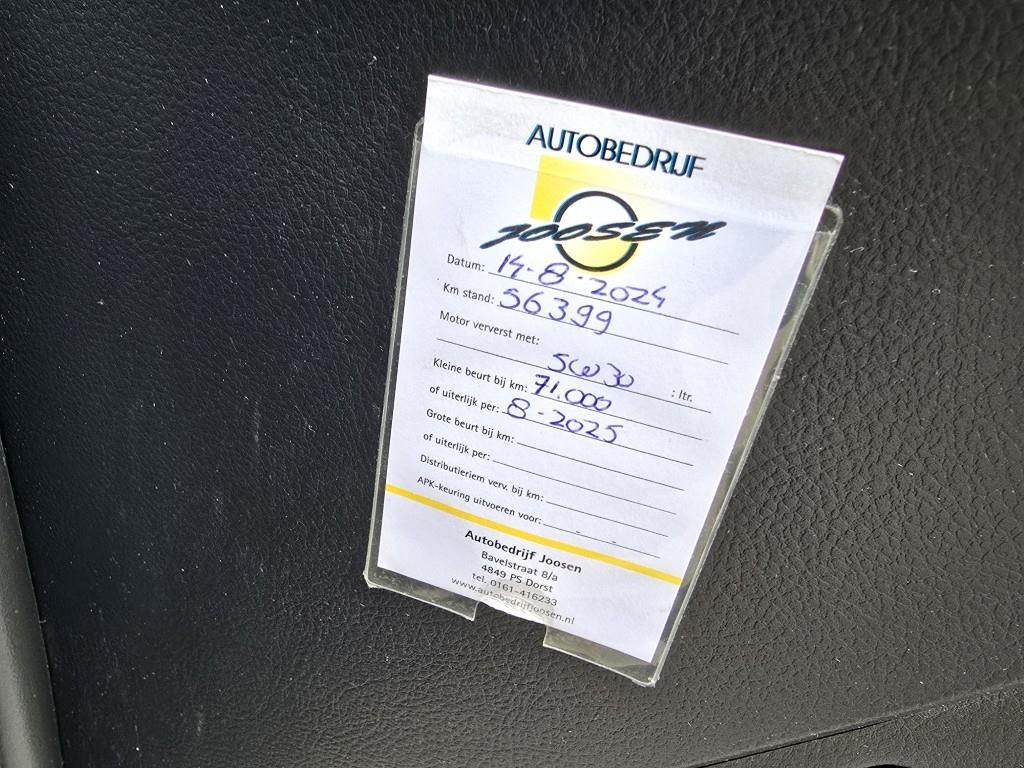 AUTOBEDRIJF
JOOSEN
Datum: 14-8-2024
Km stand: 56399
Motor ververst met:
5W30 : ltr.
Kleine beurt bij km: 71.000
of uiterlijk per: 8-2025
Grote beurt bij km:
of uiterlijk per:
Distributieriem verv. bij km:
APK-keuring uitvoeren voor: - -
Autobedrijf Joosen
Bavelstraat 8/a
4849 PS Dorst
tel. 0161-416233
www.autobedrijfjoosen.nl